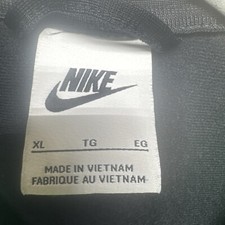 NIKE
XL TG EG
MADE IN VIETNAM
FABRIQUE AU VIETNAM